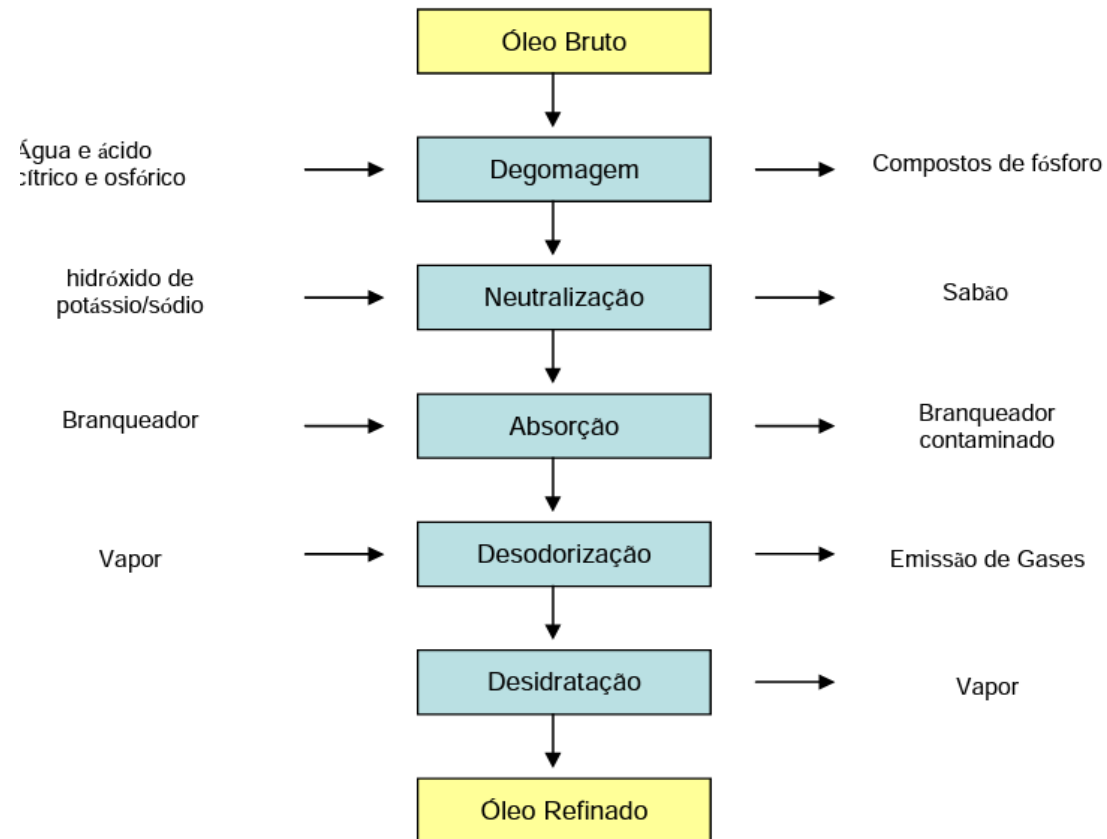 Óleo Bruto
Água e ácido
cítrico e osfórico
Degomagem
Compostos de fósforo
hidróxido de
potássio/sódio
Neutralização
Sabão
Branqueador
Absorção
Branqueador
contaminado
Vapor
Desodorização
Emissão de Gases
Desidratação
Vapor
Óleo Refinado